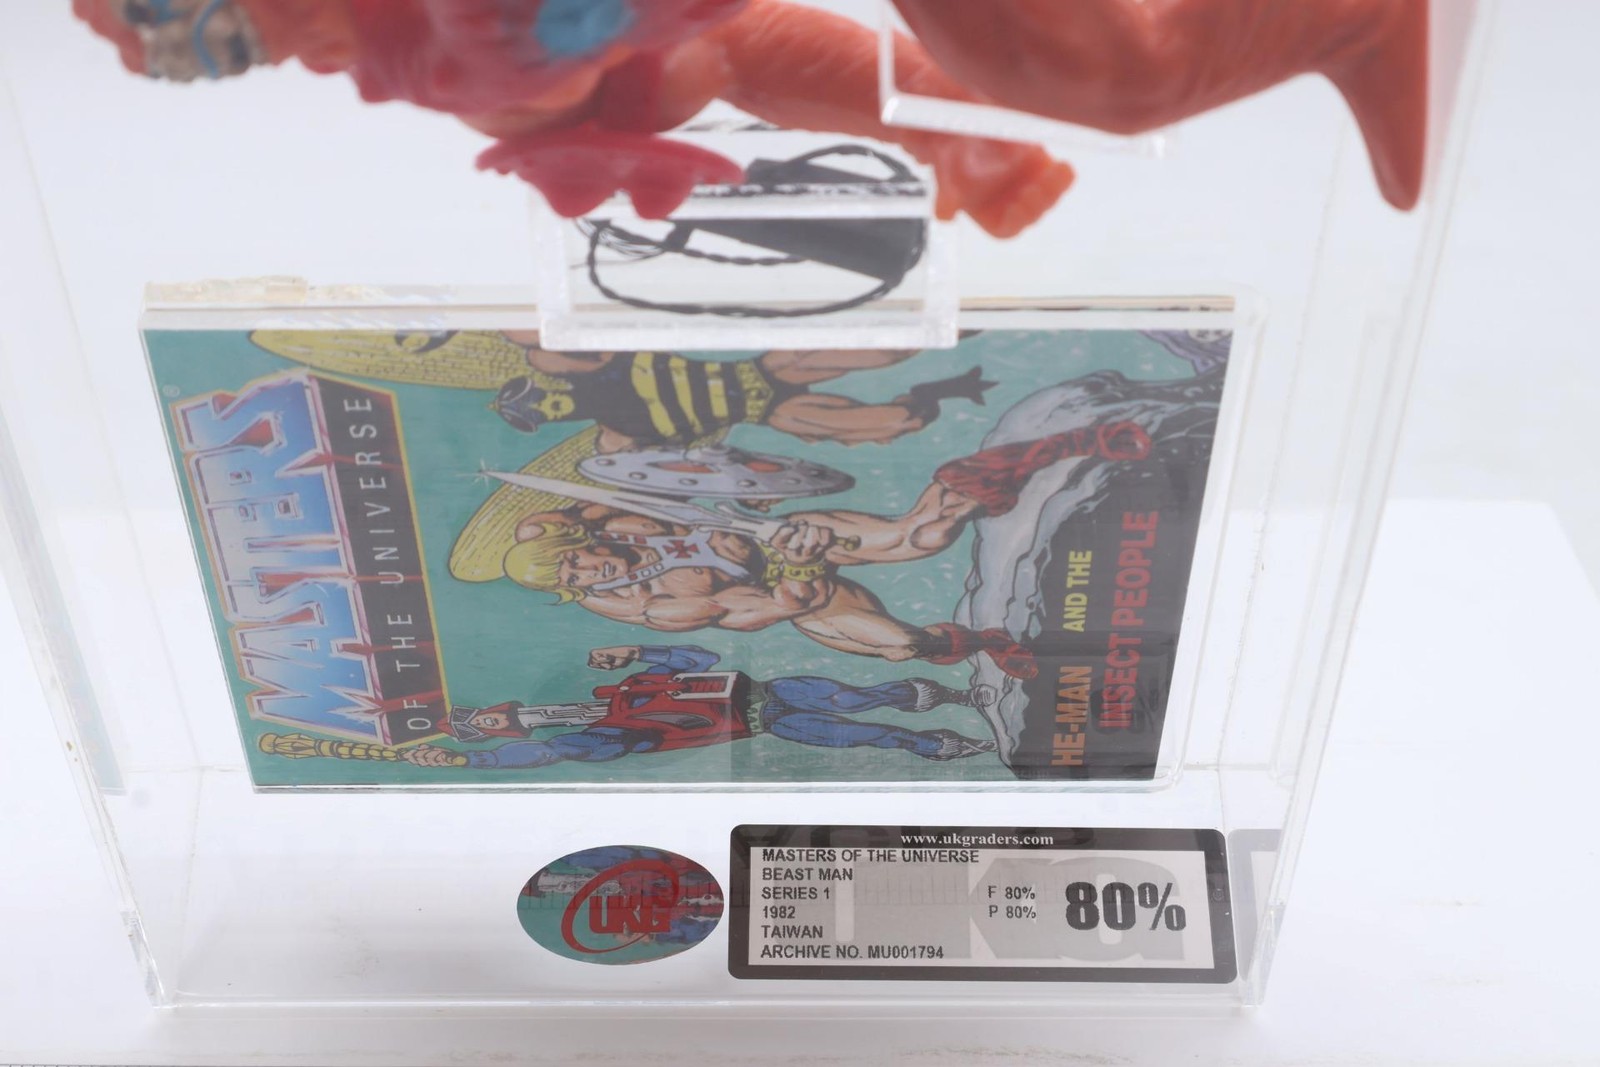 ®
MASTERS
OF THE UNIVERSE
HE-MAN
AND THE
INSECT PEOPLE
UKG
www.ukgraders.com
MASTERS OF THE UNIVERSE
BEAST MAN
SERIES 1
1982
TAIWAN
ARCHIVE NO. MU001794
F 80%
P 80%
80%